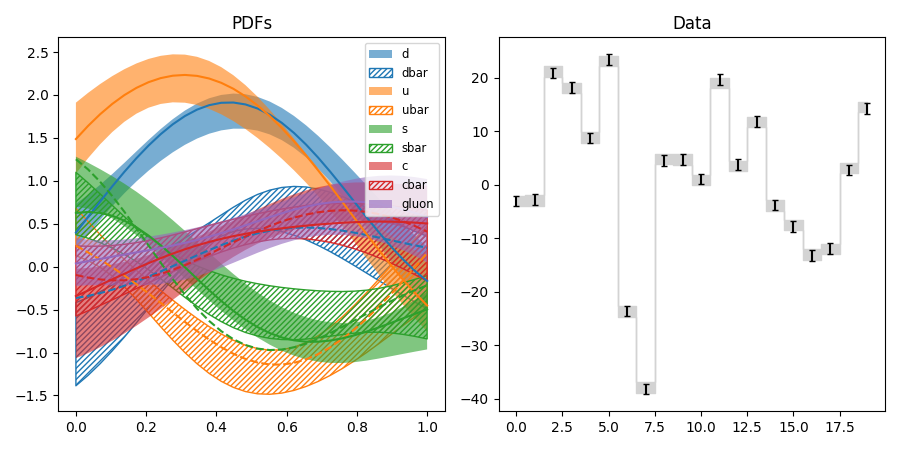 PDFs
2.5
2.0
1.5
1.0
0.5
0.0
−0.5
−1.0
−1.5
0.0 0.2 0.4 0.6 0.8 1.0
d
dbar
u
ubar
s
sbar
c
cbar
gluon
Data
20
10
0
−10
−20
−30
−40
0.0 2.5 5.0 7.5 10.0 12.5 15.0 17.5